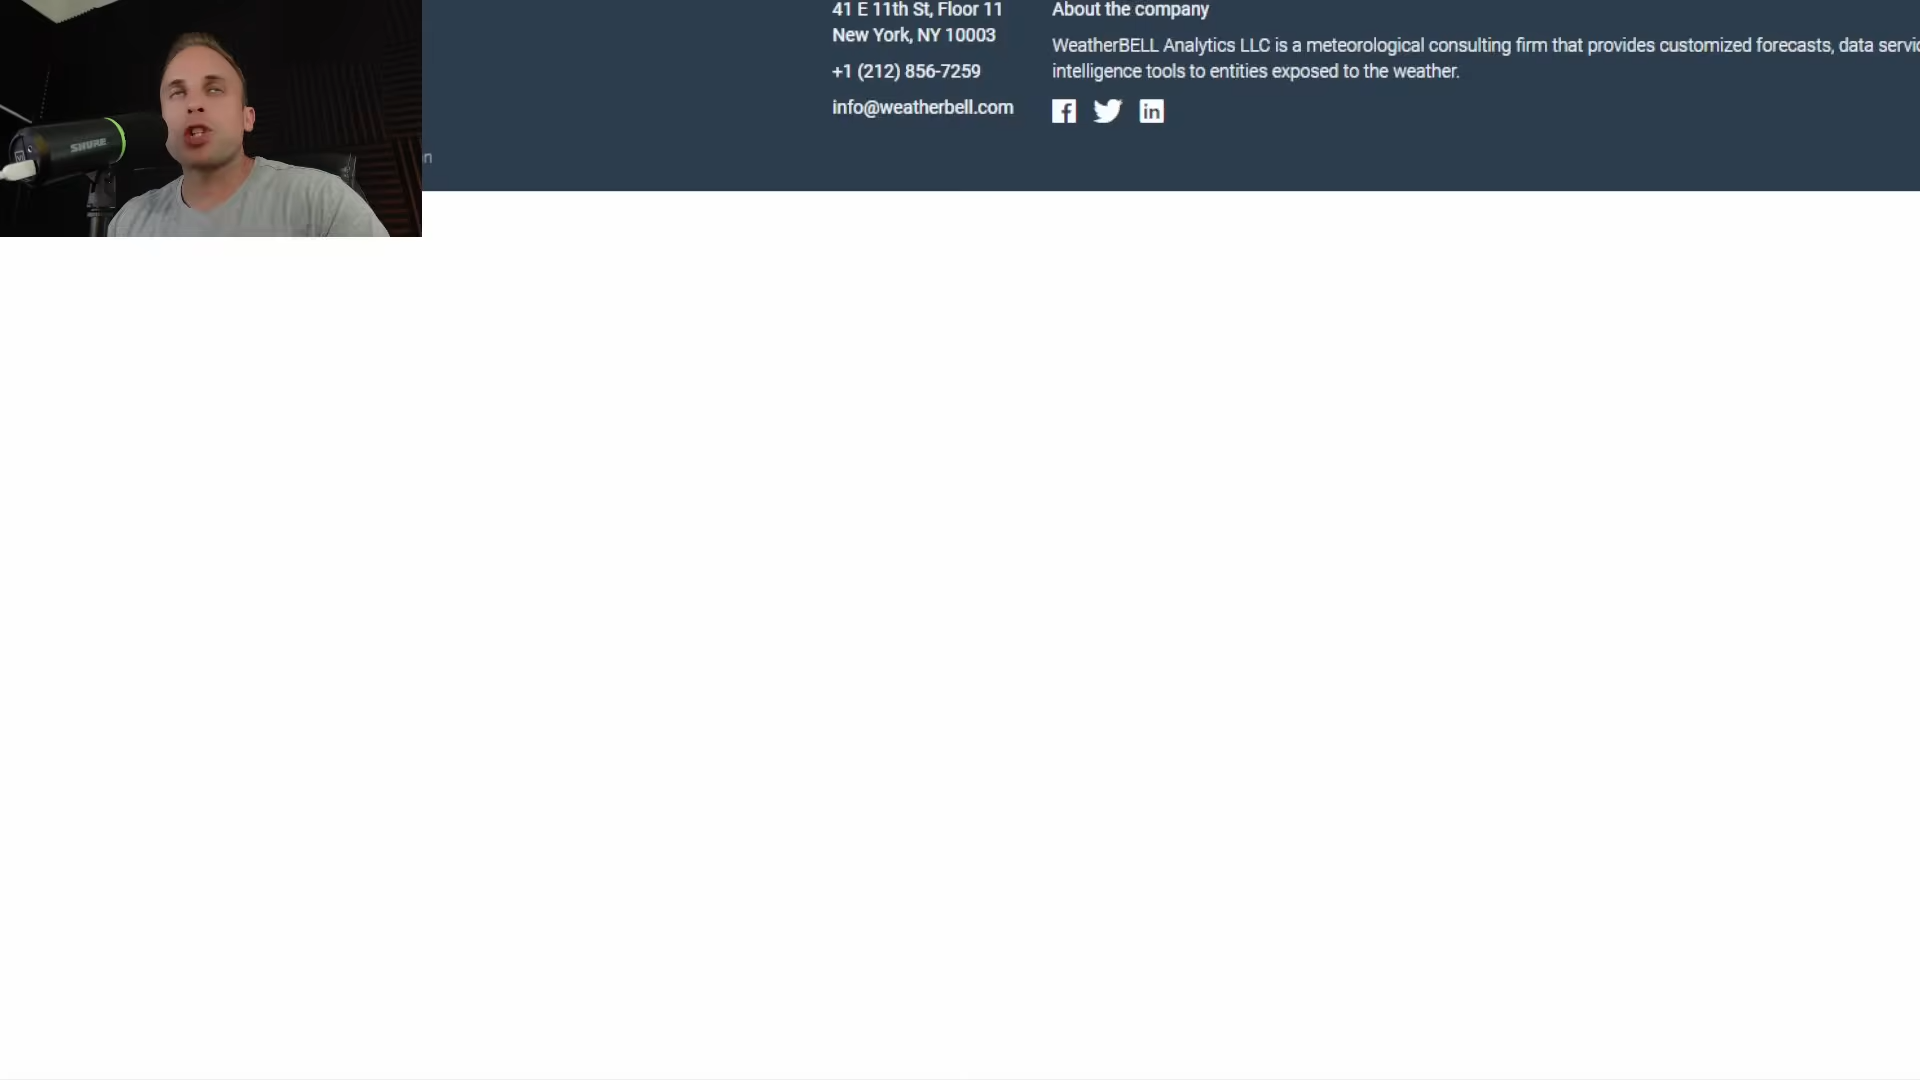 41 E 11th St, Floor 11
New York, NY 10003
+1 (212) 856-7259
info@weatherbell.com
About the company
WeatherBELL Analytics LLC is a meteorological consulting firm that provides customized forecasts, data
intelligence tools to entities exposed to the weather.
SHURE